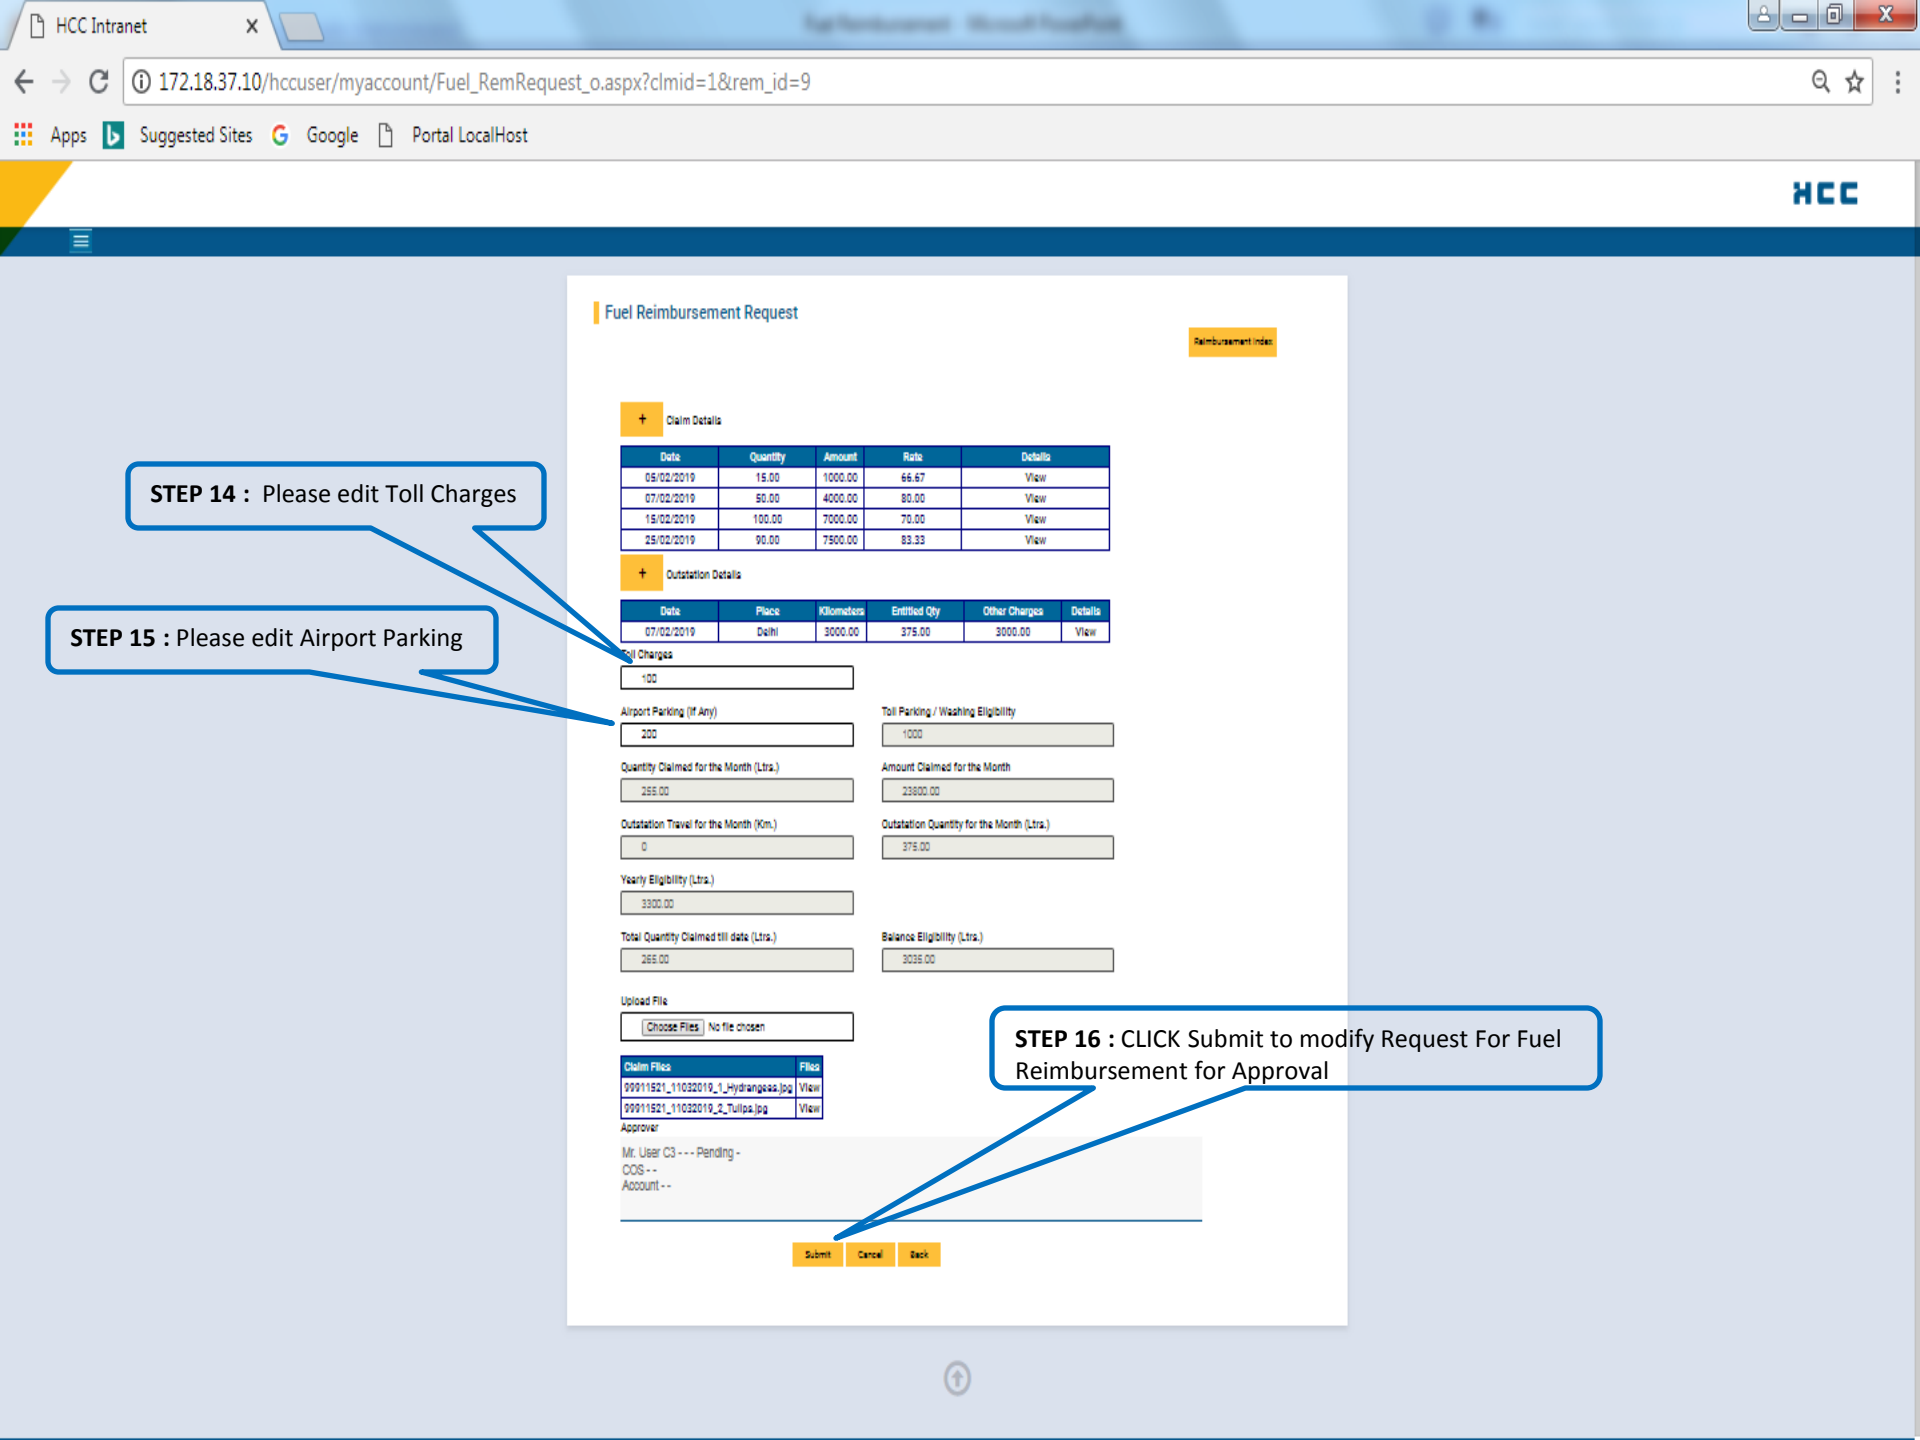 HCC Intranet
Fuel Reimbursement - Microsoft PowerPoint
172.18.37.10/hccuser/myaccount/Fuel_RemRequest_o.aspx?clmid=1&rem_id=9
Apps Suggested Sites Google Portal LocalHost
HCC
Fuel Reimbursement Request
Reimbursement Index
+ Claim Details
Date Quantity Amount Rate Details
05/02/2019 15.00 1000.00 66.67 View
07/02/2019 50.00 4000.00 80.00 View
15/02/2019 100.00 7000.00 70.00 View
25/02/2019 90.00 7500.00 83.33 View
STEP 14 : Please edit Toll Charges
+ Outstation Details
Date Place Kilometers Entitled Qty Other Charges Details
07/02/2019 Delhi 3000.00 375.00 3000.00 View
STEP 15 : Please edit Airport Parking
Toll Charges
100
Airport Parking (If Any) Toll Parking / Washing Eligibility
200 1000
Quantity Claimed for the Month (Ltrs.) Amount Claimed for the Month
255.00 23800.00
Outstation Travel for the Month (Km.) Outstation Quantity for the Month (Ltrs.)
0 375.00
Yearly Eligibility (Ltrs.)
3300.00
Total Quantity Claimed till date (Ltrs.) Balance Eligibility (Ltrs.)
265.00 3035.00
Upload File
Choose Files No file chosen
STEP 16 : CLICK Submit to modify Request For Fuel
Reimbursement for Approval
Claim Files Files
99911521_11032019_1_Hydrangeas.jpg View
99911521_11032019_2_Tulips.jpg View
Approver
Mr. User C3 - - - Pending -
COS - -
Account - -
Submit Cancel Back